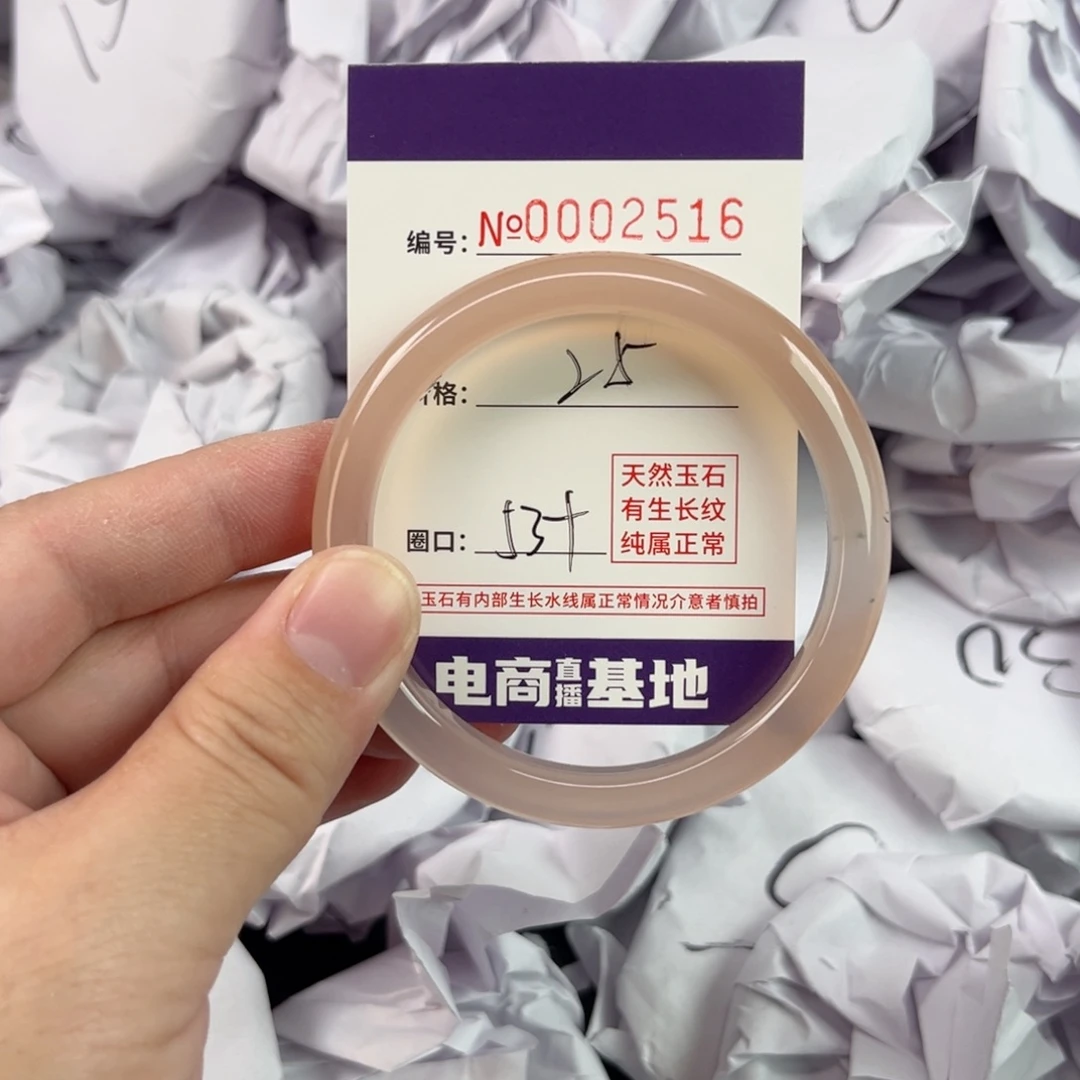 编号：№0002516
格：25
天然玉石
有生长纹
圈口：53+
纯属正常
玉石有内部生长水线属正常情况介意者慎拍
电商直播基地